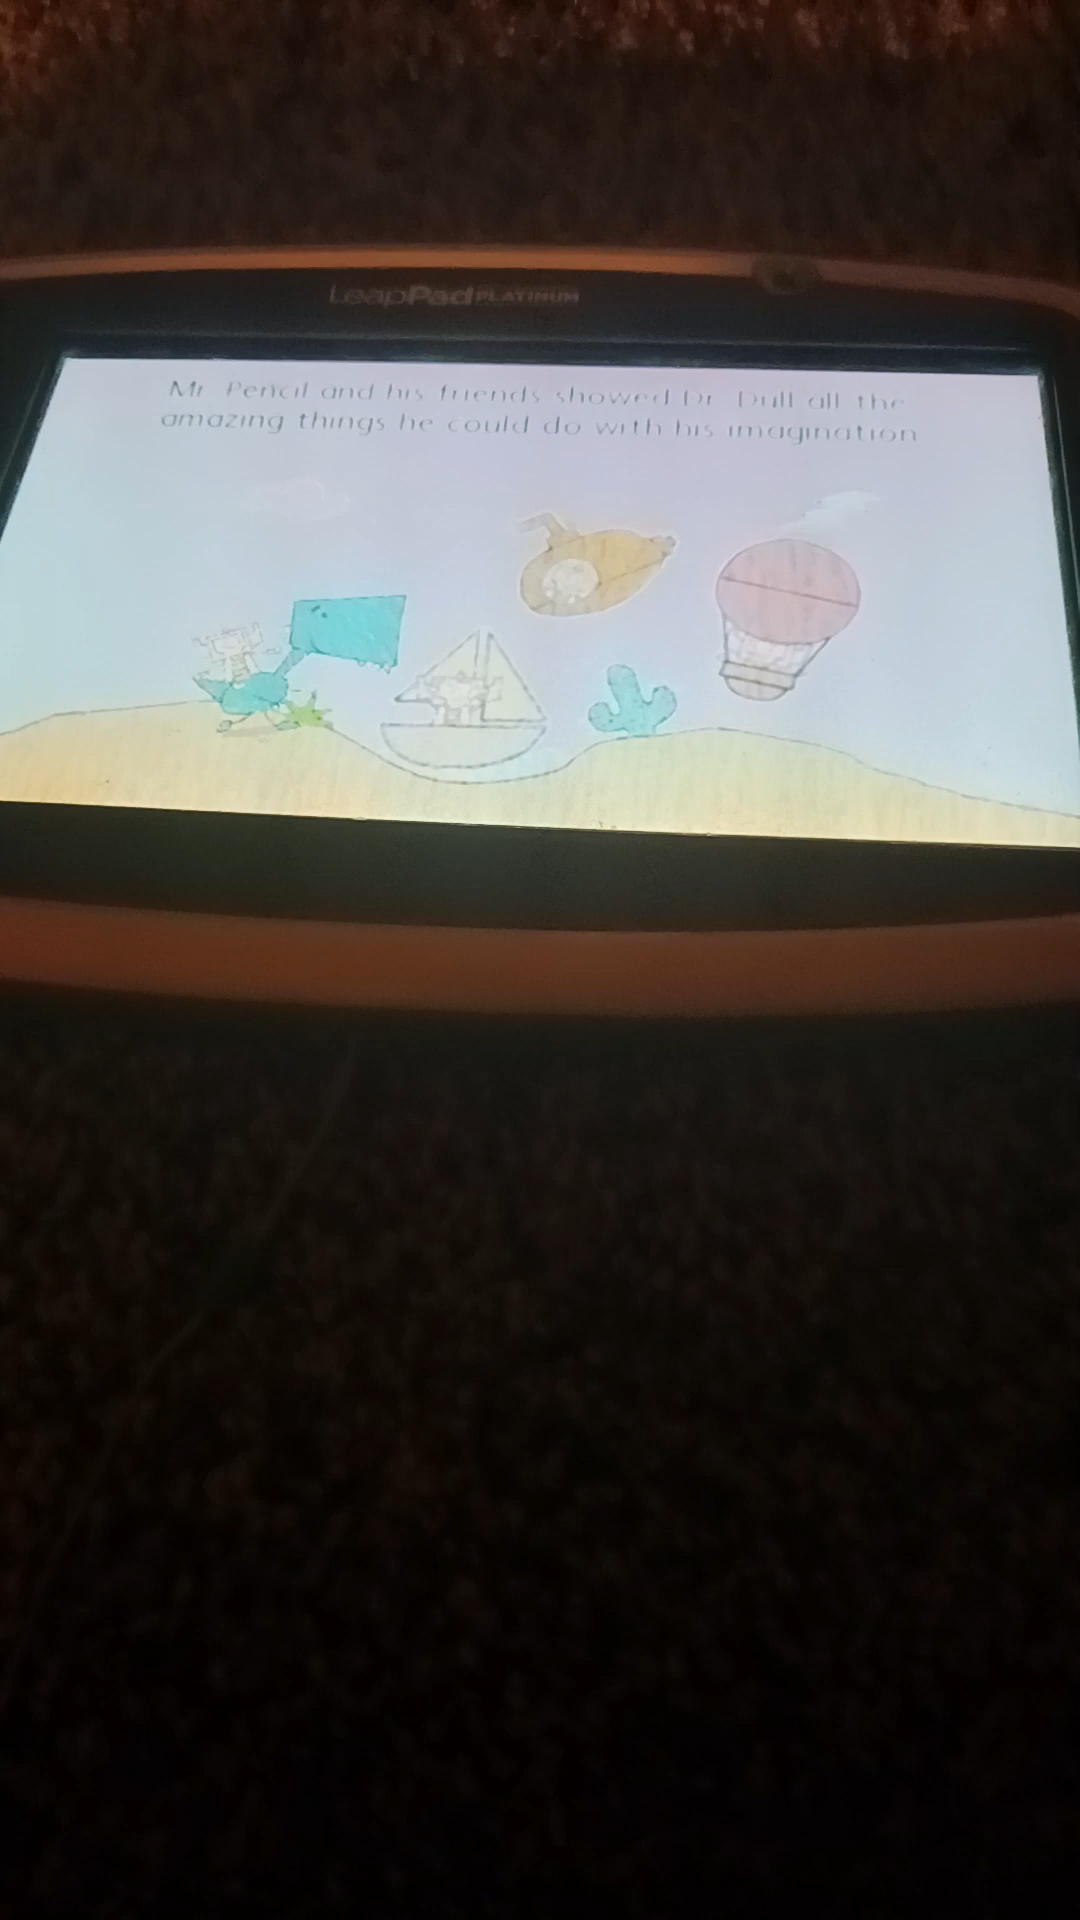 LeapPad PLATINUM
Mr. Pencil and his friends showed Dr. Dull all the
amazing things he could do with his imagination